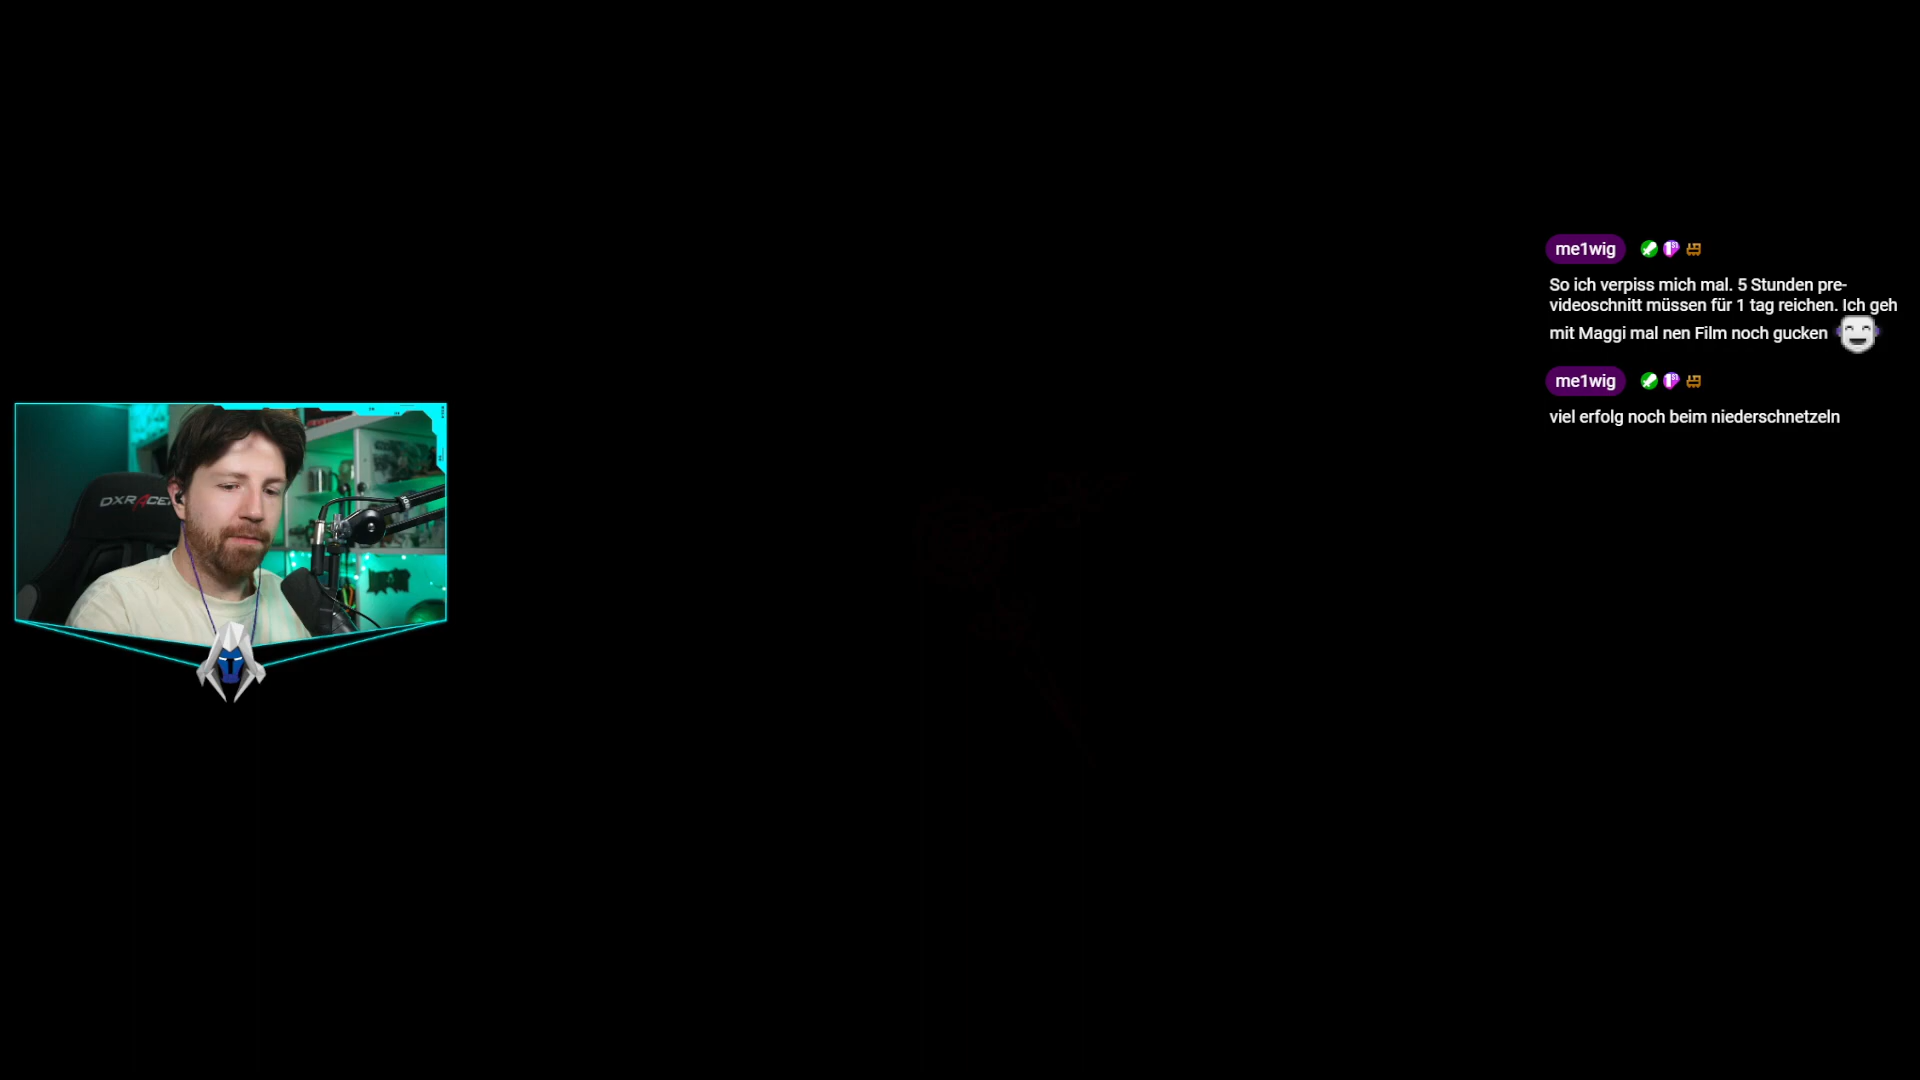 me1wig
So ich verpiss mich mal. 5 Stunden pre-
videoschnitt müssen für 1 tag reichen. Ich geh
mit Maggi mal nen Film noch gucken
me1wig
viel erfolg noch beim niederschnetzeln
DXRACER